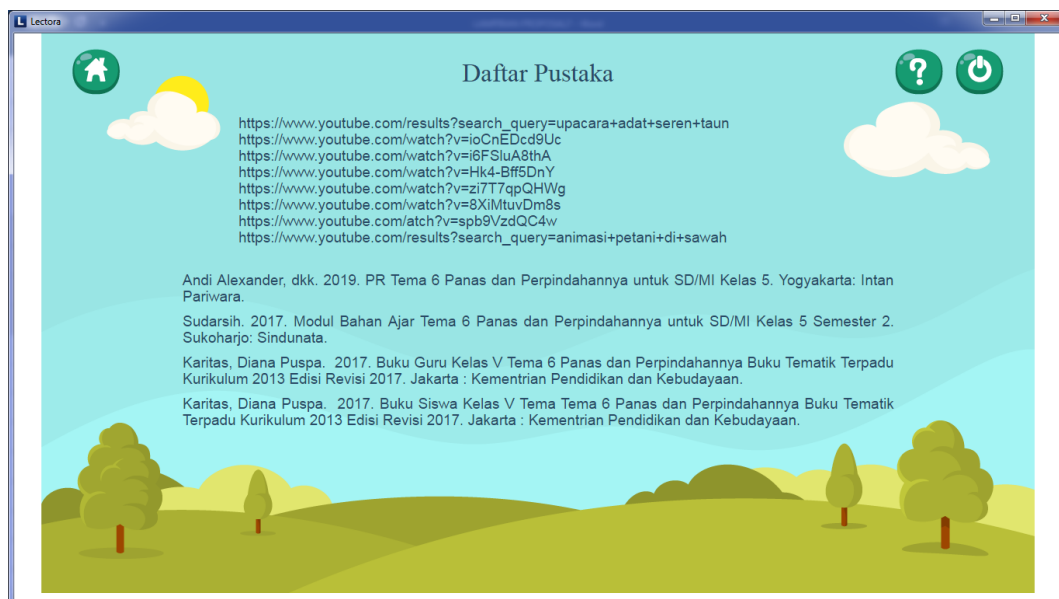 Lectora
Daftar Pustaka
https://www.youtube.com/results?search_query=upacara+adat+seren+taun
https://www.youtube.com/watch?v=ioCnEDcd9Uc
https://www.youtube.com/watch?v=i6FSluA8thA
https://www.youtube.com/watch?v=Hk4-Bff5DnY
https://www.youtube.com/watch?v=zi7T7qpQHWg
https://www.youtube.com/watch?v=8XiMtuvDm8s
https://www.youtube.com/atch?v=spb9VzdQC4w
https://www.youtube.com/results?search_query=animasi+petani+di+sawah
Andi Alexander, dkk. 2019. PR Tema 6 Panas dan Perpindahannya untuk SD/MI Kelas 5. Yogyakarta: Intan
Pariwara.
Sudarsih. 2017. Modul Bahan Ajar Tema 6 Panas dan Perpindahannya untuk SD/MI Kelas 5 Semester 2.
Sukoharjo: Sindunata.
Karitas, Diana Puspa.  2017. Buku Guru Kelas V Tema 6 Panas dan Perpindahannya Buku Tematik Terpadu
Kurikulum 2013 Edisi Revisi 2017. Jakarta : Kementrian Pendidikan dan Kebudayaan.
Karitas, Diana Puspa.  2017. Buku Siswa Kelas V Tema Tema 6 Panas dan Perpindahannya Buku Tematik
Terpadu Kurikulum 2013 Edisi Revisi 2017. Jakarta : Kementrian Pendidikan dan Kebudayaan.